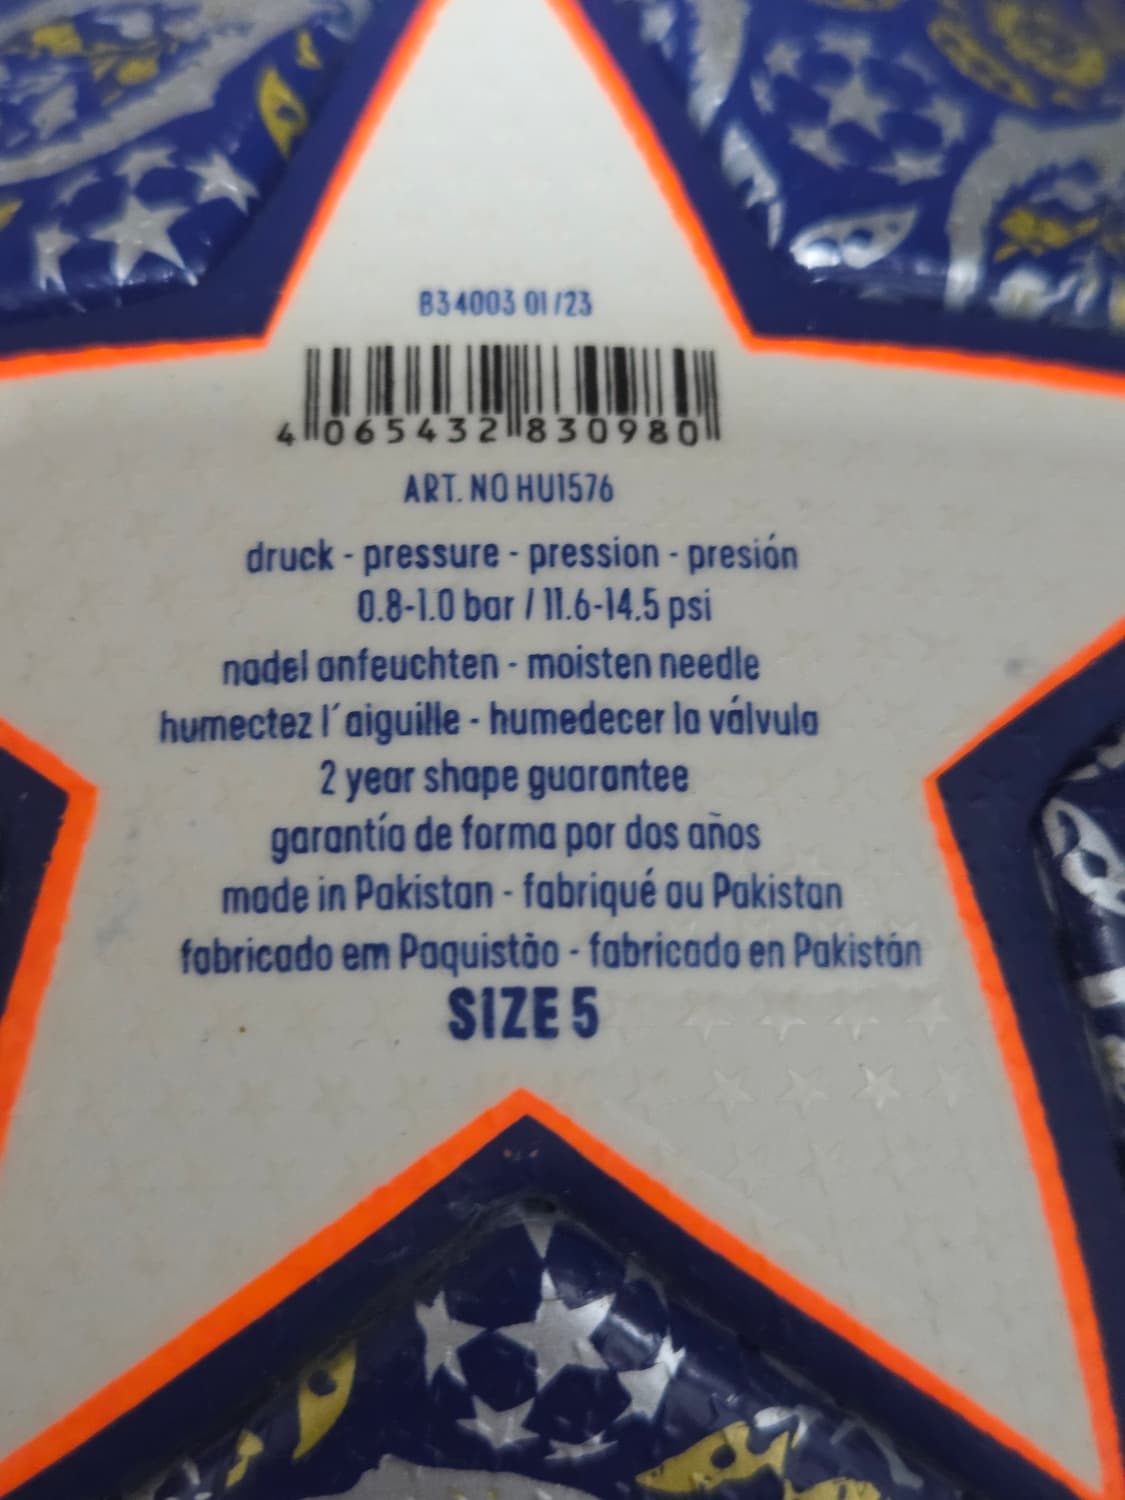 B34003 01/23
4 065432 830980
ART. NO HU1576
druck - pressure - pression - presión
0.8-1.0 bar / 11.6-14.5 psi
nadel anfeuchten - moisten needle
humectez l´aiguille - humedecer la válvula
2 year shape guarantee
garantía de forma por dos años
made in Pakistan - fabriqué au Pakistan
fabricado em Paquistão - fabricado en Pakistán
SIZE 5